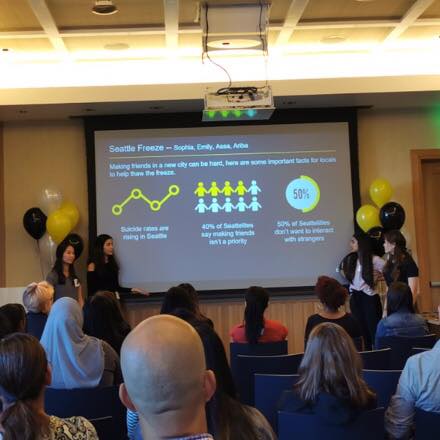 Seattle Freeze — Sophia, Emily, Assa, Ariba
Making friends in a new city can be hard, here are some important facts for locals
to help thaw the freeze.
50%
Suicide rates are
rising in Seattle
40% of Seattleites
say making friends
isn't a priority
50% of Seattleites
don't want to interact
with strangers